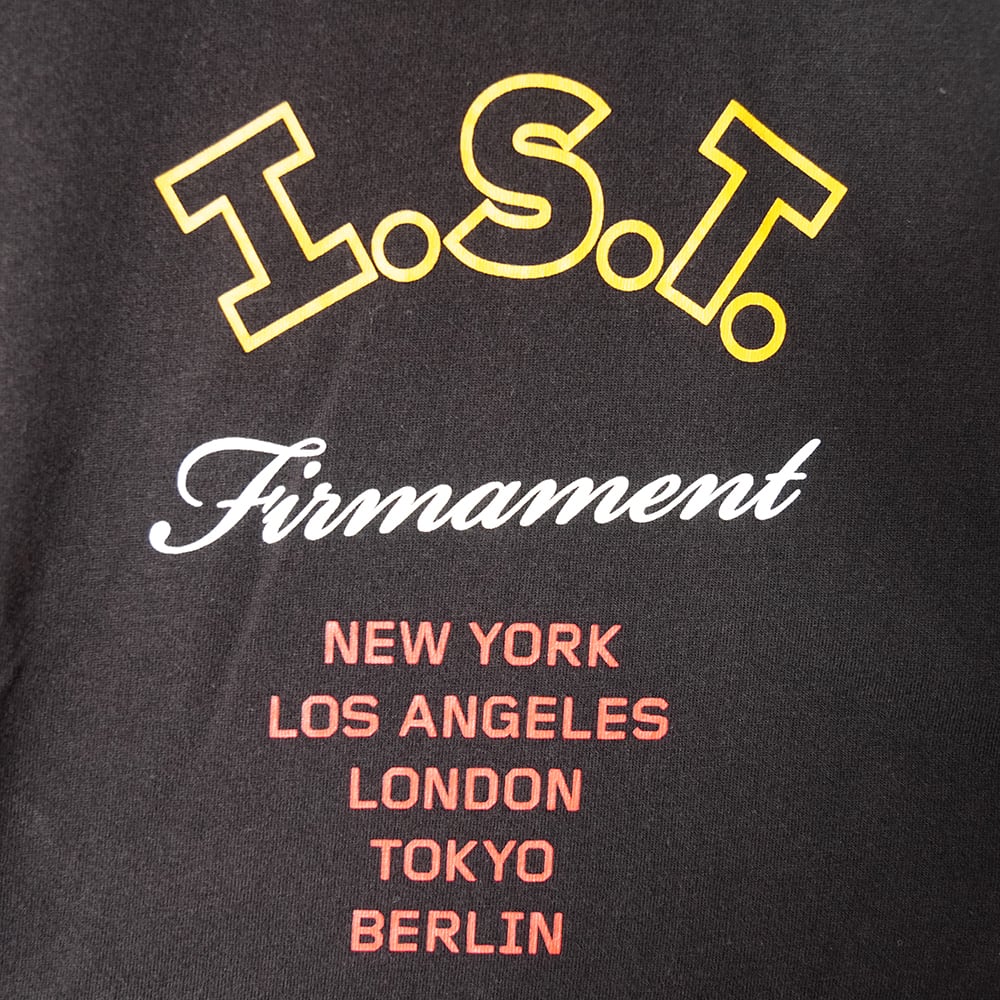 I.S.T.
Firmament
NEW YORK
LOS ANGELES
LONDON
TOKYO
BERLIN